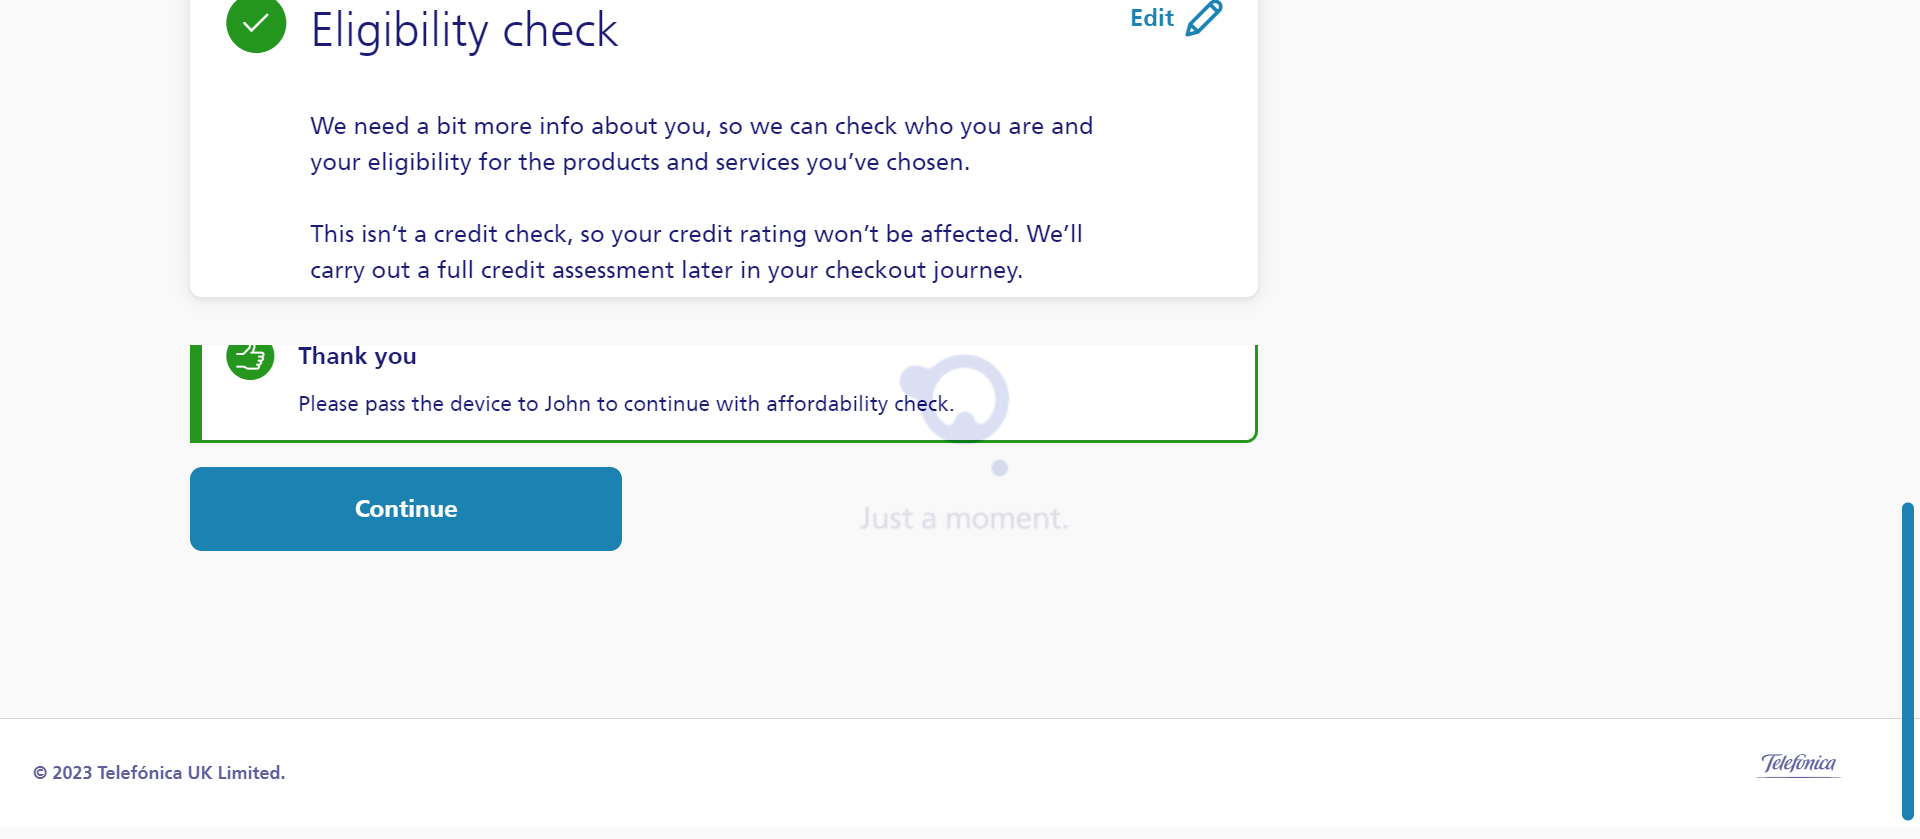 Eligibility check
Edit
We need a bit more info about you, so we can check who you are and
your eligibility for the products and services you’ve chosen.
This isn’t a credit check, so your credit rating won’t be affected. We’ll
carry out a full credit assessment later in your checkout journey.
Thank you
Please pass the device to John to continue with affordability check.
Continue
Just a moment.
© 2023 Telefónica UK Limited.
Telefónica